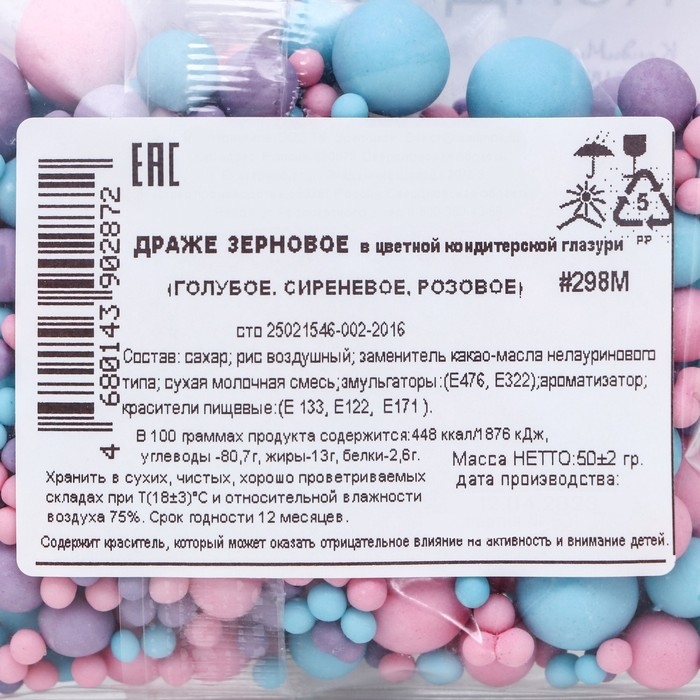 EAC
ДРАЖЕ ЗЕРНОВОЕ в цветной кондитерской глазури
(ГОЛУБОЕ, СИРЕНЕВОЕ, РОЗОВОЕ) #298М
сто 25021546-002-2016
Состав: сахар; рис воздушный; заменитель какао-масла нелауринового
типа; сухая молочная смесь;эмульгаторы:(Е476, Е322);ароматизатор;
красители пищевые:(Е 133, Е122, Е171 ).
В 100 граммах продукта содержится:448 ккал/1876 кДж,
углеводы -80,7г, жиры-13г, белки-2,6г.
Масса НЕТТО:50±2 гр.
дата производства:
Хранить в сухих, чистых, хорошо проветриваемых
складах при Т(18±3)°С и относительной влажности
воздуха 75%. Срок годности 12 месяцев.
Содержит краситель, который может оказать отрицательное влияние на активность и внимание детей.
4 680143 902872
5
PP